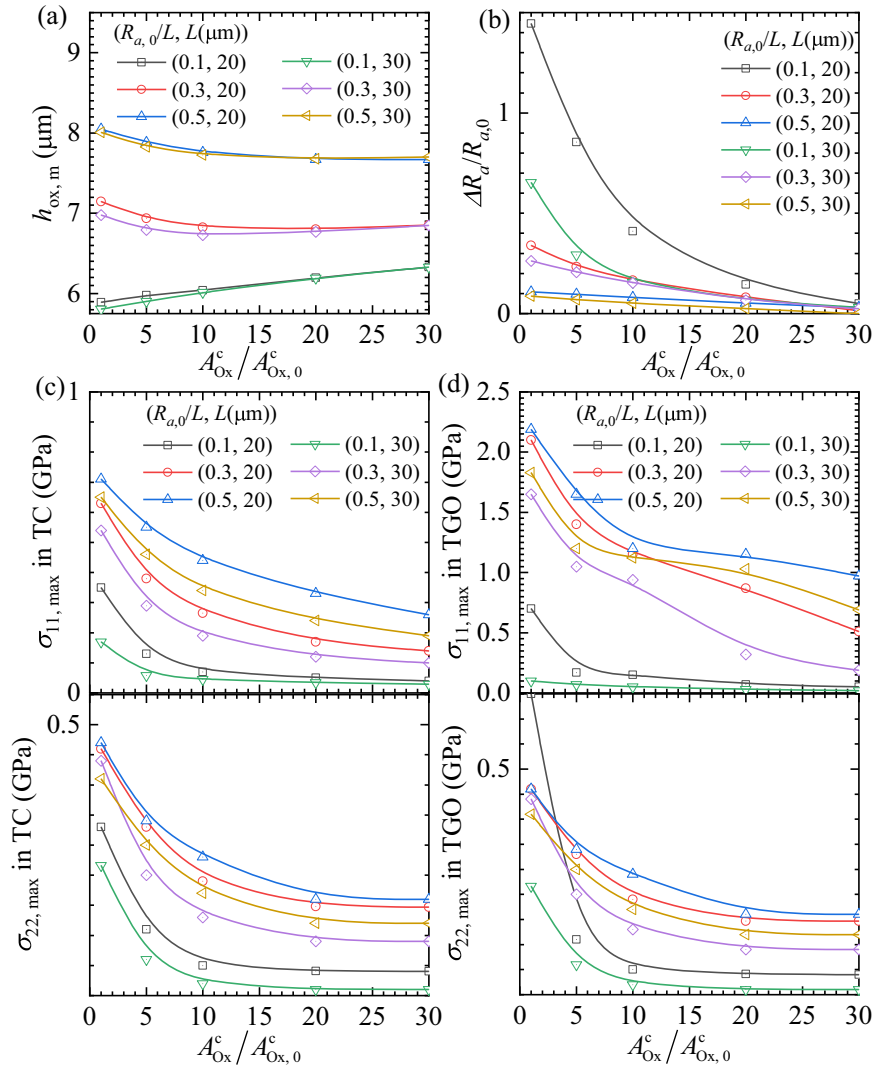 (a)
(R_{a, 0}/L, L(μm))
(0.1, 20) (0.1, 30)
(0.3, 20) (0.3, 30)
(0.5, 20) (0.5, 30)
9
8
7
6
h_{ox, m} (μm)
0 5 10 15 20 25 30
A^c_{Ox}/A^c_{Ox, 0}
(b)
(R_{a,0}/L, L(μm))
(0.1, 20)
(0.3, 20)
(0.5, 20)
(0.1, 30)
(0.3, 30)
(0.5, 30)
1
0
ΔR_a/R_{a,0}
0 5 10 15 20 25 30
A^c_{Ox}/A^c_{Ox, 0}
(c)
(R_{a,0}/L, L(μm))
(0.1, 20) (0.1, 30)
(0.3, 20) (0.3, 30)
(0.5, 20) (0.5, 30)
1
0
σ_{11, max} in TC (GPa)
0.5
σ_{22, max} in TC (GPa)
0 5 10 15 20 25 30
A^c_{Ox}/A^c_{Ox, 0}
(d)
(R_{a,0}/L, L(μm))
(0.1, 20) (0.1, 30)
(0.3, 20) (0.3, 30)
(0.5, 20) (0.5, 30)
2.5
2.0
1.5
1.0
0.5
0.0
σ_{11, max} in TGO (GPa)
0.5
σ_{22, max} in TGO (GPa)
0 5 10 15 20 25 30
A^c_{Ox}/A^c_{Ox, 0}